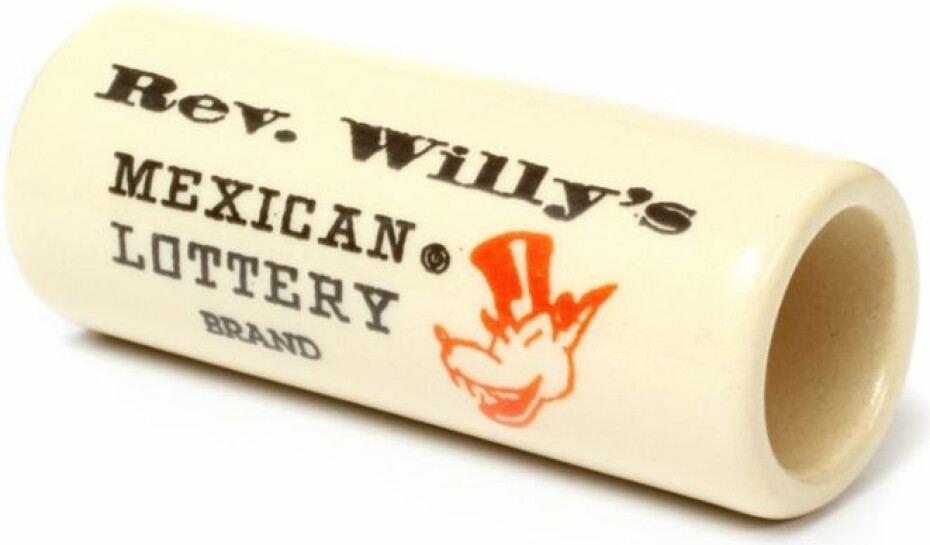 Rev. Willy's
MEXICAN ®
LOTTERY
BRAND